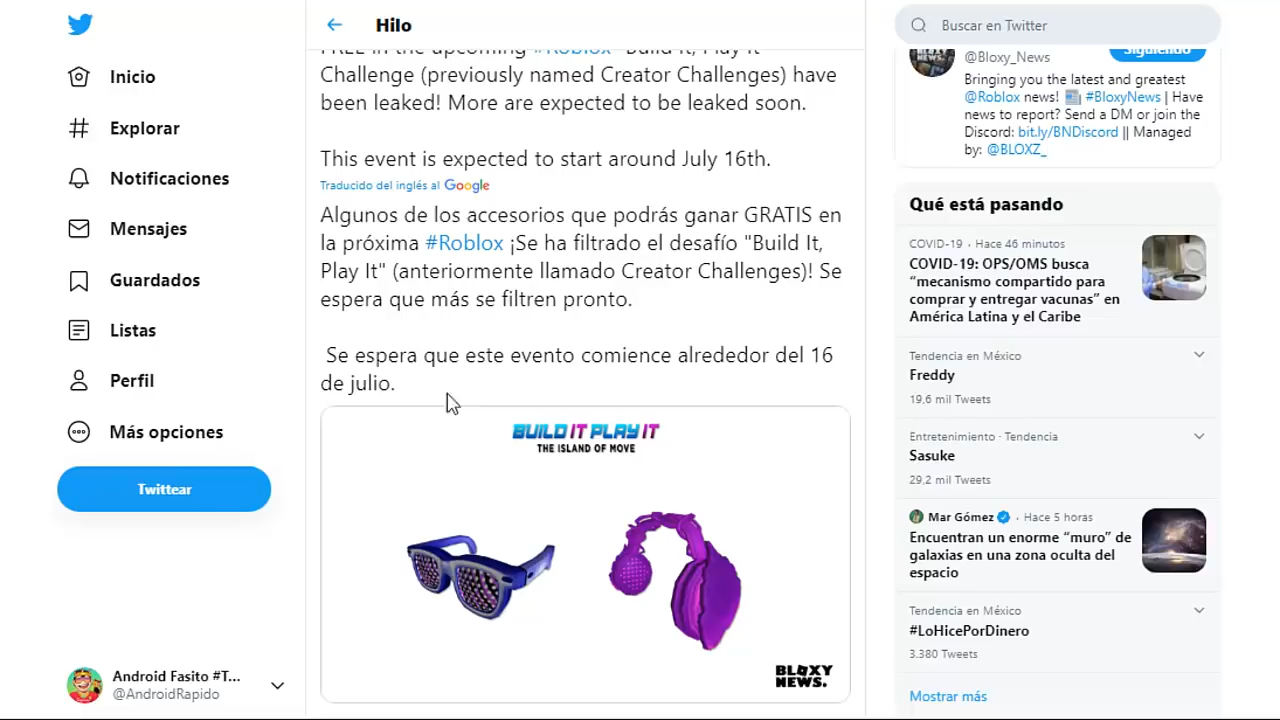 Inicio
Explorar
Notificaciones
Mensajes
Guardados
Listas
Perfil
Más opciones
Twittear
Android Fasito #T...
@AndroidRapido
Hilo
FREE in the upcoming #Roblox "Build It, Play It"
Challenge (previously named Creator Challenges) have
been leaked! More are expected to be leaked soon.
This event is expected to start around July 16th.
Traducido del inglés al Google
Algunos de los accesorios que podrás ganar GRATIS en
la próxima #Roblox ¡Se ha filtrado el desafío "Build It,
Play It" (anteriormente llamado Creator Challenges)! Se
espera que más se filtren pronto.
Se espera que este evento comience alrededor del 16
de julio.
BUILD IT PLAY IT
THE ISLAND OF MOVE
BLOXY
NEWS.
Buscar en Twitter
Siguiendo
@Bloxy_News
Bringing you the latest and greatest
@Roblox news! #BloxyNews | Have
news to report? Send a DM or join the
Discord: bit.ly/BNDiscord || Managed
by: @BLOXZ_
Qué está pasando
COVID-19 · Hace 46 minutos
COVID-19: OPS/OMS busca
“mecanismo compartido para
comprar y entregar vacunas” en
América Latina y el Caribe
Tendencia en México
Freddy
19,6 mil Tweets
Entretenimiento · Tendencia
Sasuke
29,2 mil Tweets
Mar Gómez · Hace 5 horas
Encuentran un enorme “muro” de
galaxias en una zona oculta del
espacio
Tendencia en México
#LoHicePorDinero
3.380 Tweets
Mostrar más